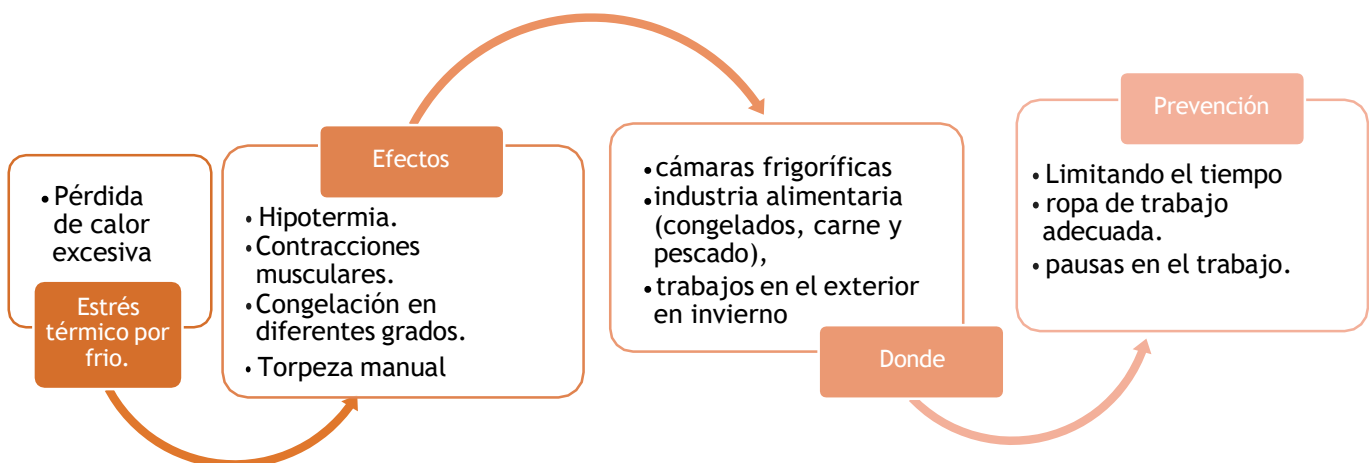 • Pérdida
de calor
excesiva
Estrés
térmico por
frio.
Efectos
• Hipotermia.
• Contracciones
musculares.
• Congelación en
diferentes grados.
• Torpeza manual
• cámaras frigoríficas
• industria alimentaria
(congelados, carne y
pescado),
• trabajos en el exterior
en invierno
Donde
Prevención
• Limitando el tiempo
• ropa de trabajo
adecuada.
• pausas en el trabajo.